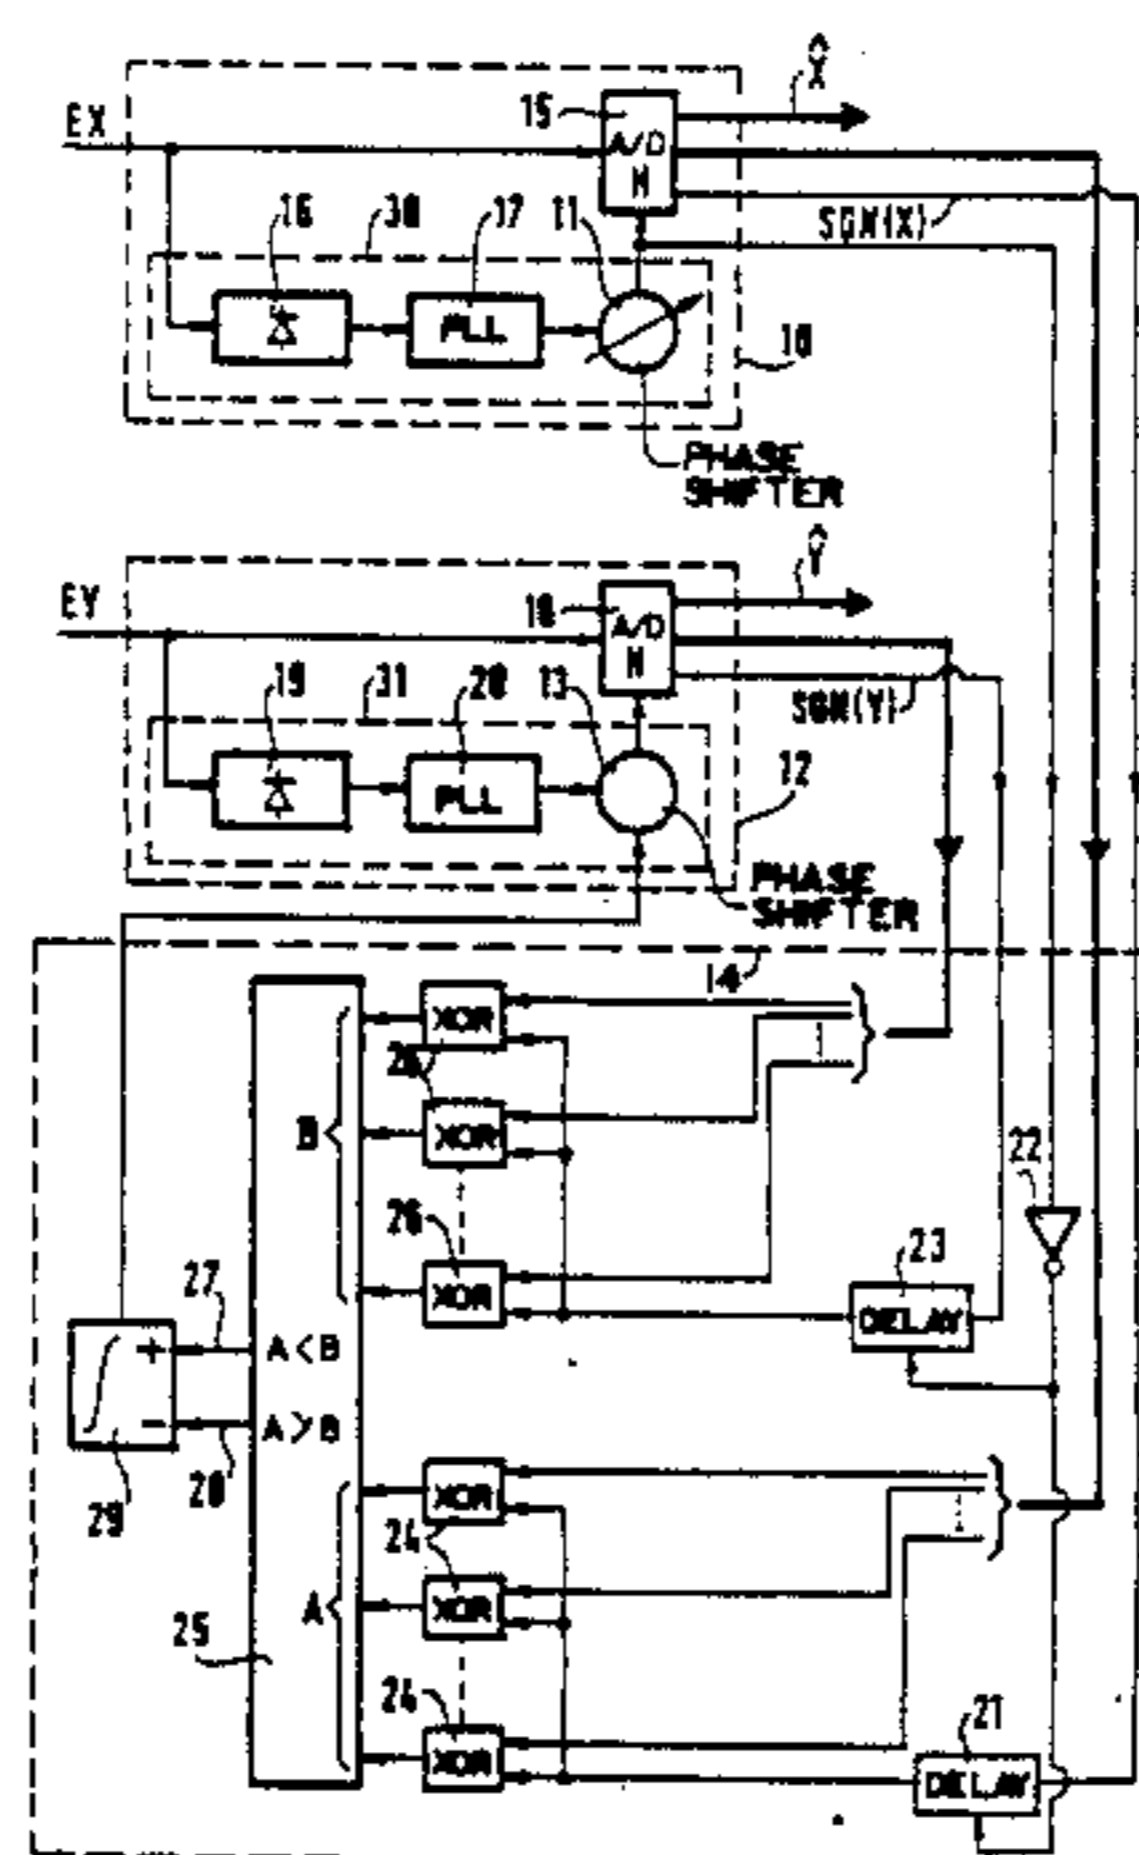 X̂
EX
15
A/D
N
SGN(X)
16
30
17
11
PLL
10
PHASE
SHIFTER
Ŷ
EY
18
A/D
N
SGN(Y)
19
31
20
13
PLL
12
PHASE
SHIFTER
14
XOR
26
B
XOR
22
26
XOR
23
DELAY
27
+
A<B
−
A>B
28
29
XOR
24
A
XOR
25
24
XOR
21
DELAY